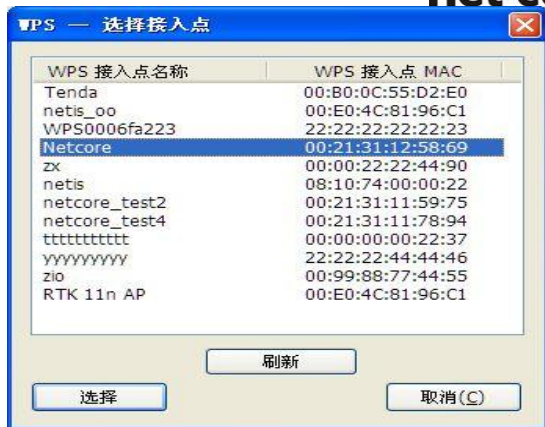 WPS — 选择接入点
WPS 接入点名称 WPS 接入点 MAC
Tenda 00:B0:0C:55:D2:E0
netis_oo 00:E0:4C:81:96:C1
WPS0006fa223 22:22:22:22:22:23
Netcore 00:21:31:12:58:69
zx 00:00:22:22:44:90
netis 08:10:74:00:00:22
netcore_test2 00:21:31:11:59:75
netcore_test4 00:21:31:11:78:94
ttttttttttt 00:00:00:00:22:37
yyyyyyyyy 22:22:22:44:44:46
zio 00:99:88:77:44:55
RTK 11n AP 00:E0:4C:81:96:C1
刷新
选择 取消(C)